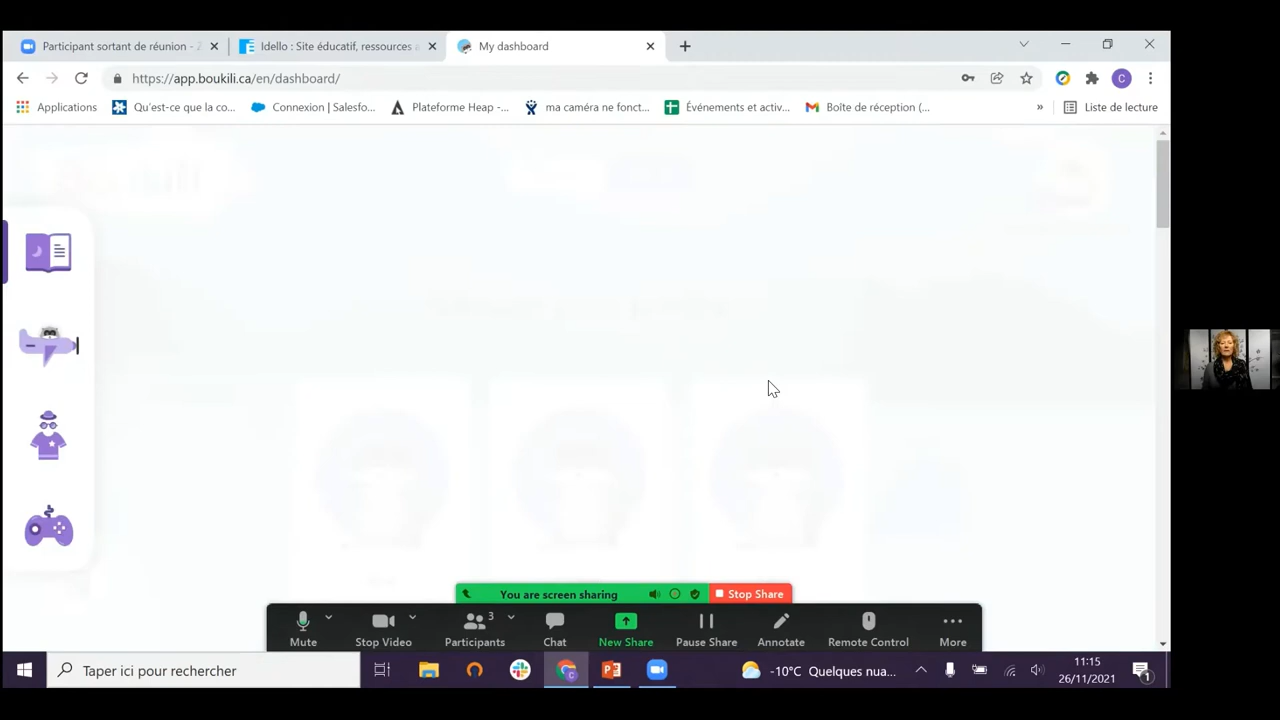 Participant sortant de réunion -
Idello : Site éducatif, ressources
My dashboard
https://app.boukili.ca/en/dashboard/
C
Applications
Qu'est-ce que la co...
Connexion | Salesfo...
Plateforme Heap -...
ma caméra ne fonct...
Événements et activ...
Boîte de réception (...
»
Liste de lecture
You are screen sharing
Stop Share
Mute
Stop Video
3
Participants
Chat
New Share
Pause Share
Annotate
Remote Control
More
Taper ici pour rechercher
-10°C Quelques nua...
11:15
26/11/2021
1